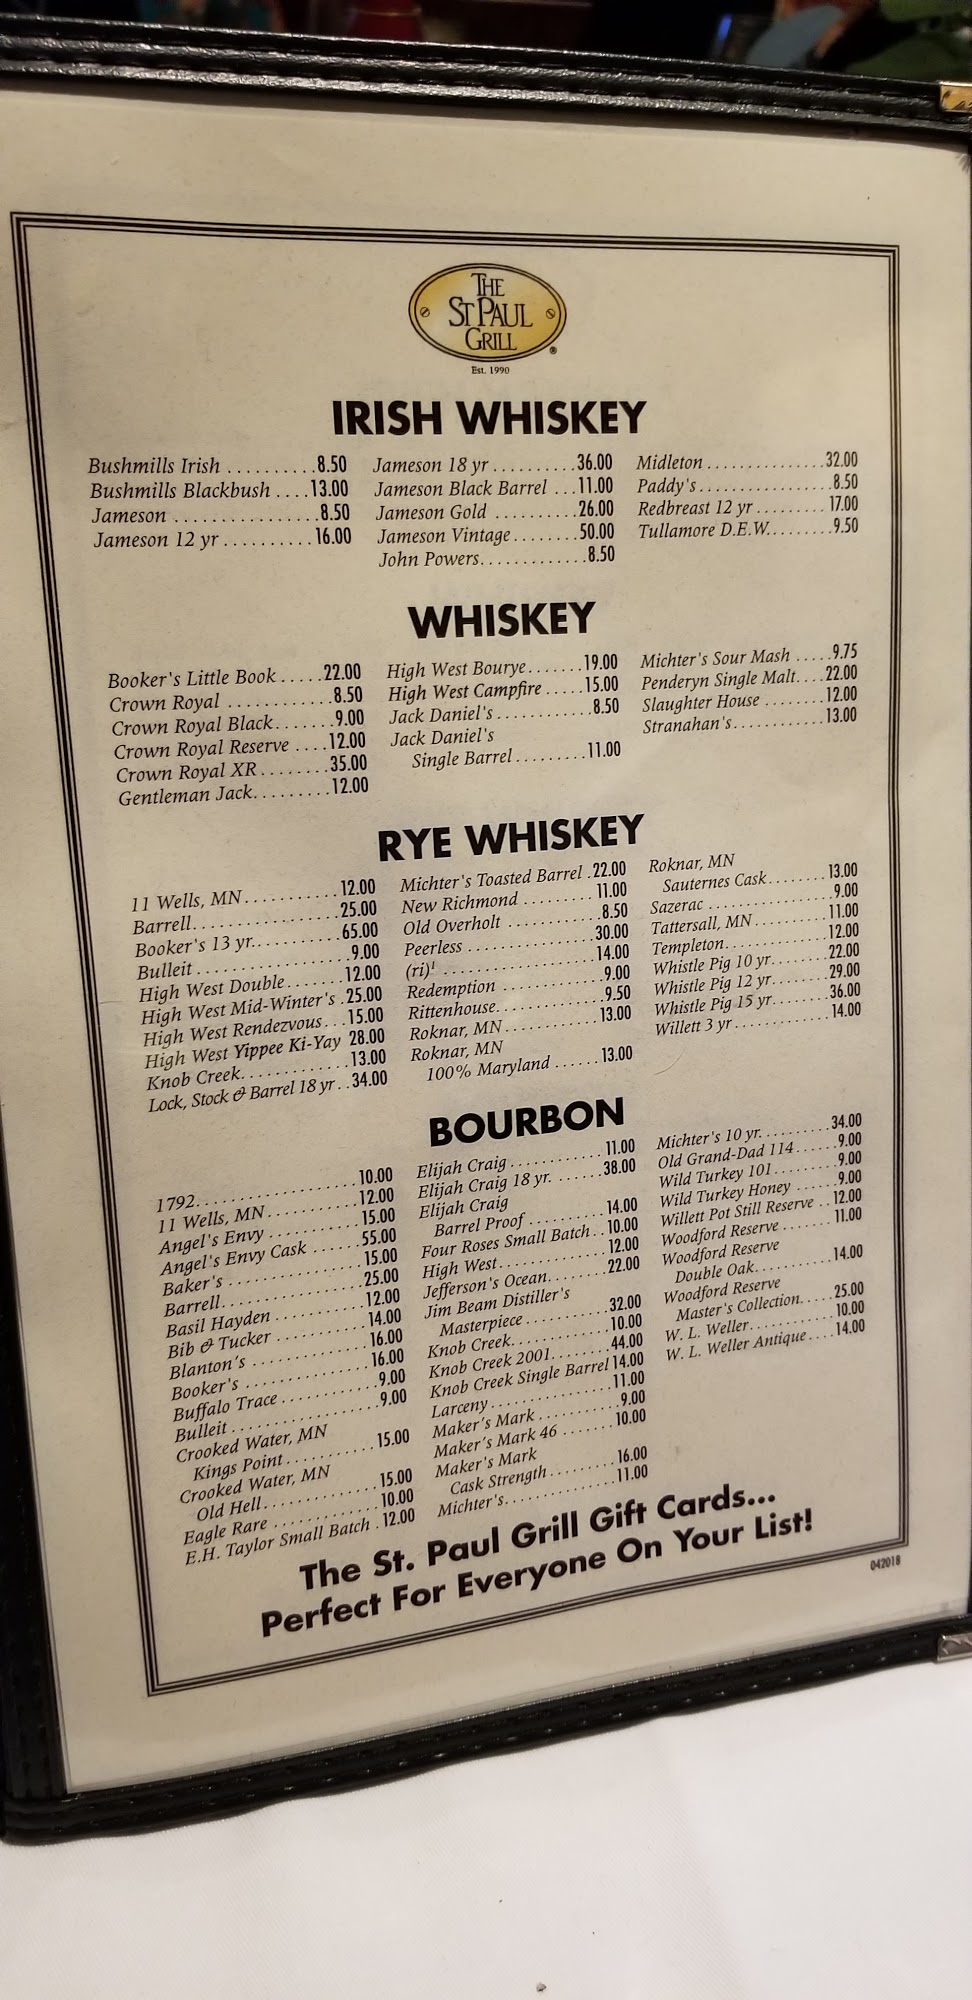 THE
ST PAUL
GRILL
®
Est. 1990
IRISH WHISKEY
Bushmills Irish ..........8.50
Bushmills Blackbush ....13.00
Jameson ................8.50
Jameson 12 yr ..........16.00
Jameson 18 yr .........36.00
Jameson Black Barrel ...11.00
Jameson Gold .........26.00
Jameson Vintage........50.00
John Powers.............8.50
Midleton .............32.00
Paddy's.................8.50
Redbreast 12 yr .........17.00
Tullamore D.E.W.........9.50
WHISKEY
Booker's Little Book .....22.00
Crown Royal ............8.50
Crown Royal Black.......9.00
Crown Royal Reserve ....12.00
Crown Royal XR ........35.00
Gentleman Jack.........12.00
High West Bourye.......19.00
High West Campfire .....15.00
Jack Daniel's ...........8.50
Jack Daniel's
Single Barrel .........11.00
Michter's Sour Mash .....9.75
Penderyn Single Malt....22.00
Slaughter House ........12.00
Stranahan's............13.00
RYE WHISKEY
11 Wells, MN ...........12.00
Barrell.................25.00
Booker's 13 yr...........65.00
Bulleit .................9.00
High West Double.......12.00
High West Mid-Winter's .25.00
High West Rendezvous...15.00
High West Yippee Ki-Yay 28.00
Knob Creek.............13.00
Lock, Stock & Barrel 18 yr ..34.00
Michter's Toasted Barrel .22.00
New Richmond .........11.00
Old Overholt ..........8.50
Peerless ..............30.00
(ri)¹ .................14.00
Redemption ...........9.00
Rittenhouse............9.50
Roknar, MN...........13.00
Roknar, MN
100% Maryland ......13.00
Roknar, MN
Sauternes Cask.......13.00
Sazerac ..............9.00
Tattersall, MN.........11.00
Templeton............12.00
Whistle Pig 10 yr.......22.00
Whistle Pig 12 yr.......29.00
Whistle Pig 15 yr.......36.00
Willett 3 yr ............14.00
BOURBON
1792..................10.00
11 Wells, MN...........12.00
Angel's Envy ..........15.00
Angel's Envy Cask ......55.00
Baker's ...............15.00
Barrell................25.00
Basil Hayden ..........12.00
Bib & Tucker ..........14.00
Blanton's .............16.00
Booker's ..............16.00
Buffalo Trace ..........9.00
Bulleit ................9.00
Crooked Water, MN
Kings Point ..........15.00
Crooked Water, MN
Old Hell.............15.00
Eagle Rare ............10.00
E.H. Taylor Small Batch .12.00
Elijah Craig ...........11.00
Elijah Craig 18 yr. ......38.00
Elijah Craig
Barrel Proof .........14.00
Four Roses Small Batch ..10.00
High West.............12.00
Jefferson's Ocean.......22.00
Jim Beam Distiller's
Masterpiece ..........32.00
Knob Creek............10.00
Knob Creek 2001........44.00
Knob Creek Single Barrel 14.00
Larceny ..............11.00
Maker's Mark ..........9.00
Maker's Mark 46 .......10.00
Maker's Mark
Cask Strength .........16.00
Michter's..............11.00
Michter's 10 yr..........34.00
Old Grand-Dad 114......9.00
Wild Turkey 101.........9.00
Wild Turkey Honey ......9.00
Willett Pot Still Reserve ..12.00
Woodford Reserve .......11.00
Woodford Reserve
Double Oak...........14.00
Woodford Reserve
Master's Collection.....25.00
W. L. Weller...........10.00
W. L. Weller Antique ....14.00
The St. Paul Grill Gift Cards...
Perfect For Everyone On Your List!
042018